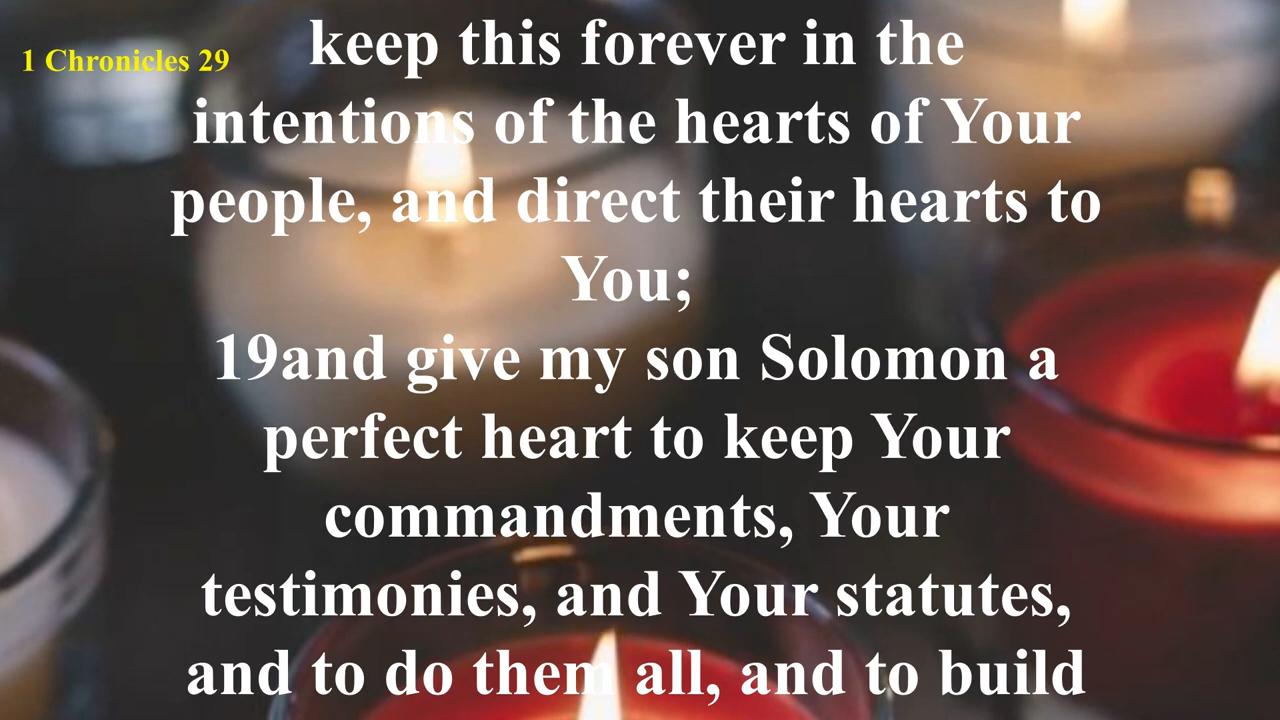 1 Chronicles 29
keep this forever in the
intentions of the hearts of Your
people, and direct their hearts to
You;
19and give my son Solomon a
perfect heart to keep Your
commandments, Your
testimonies, and Your statutes,
and to do them all, and to build